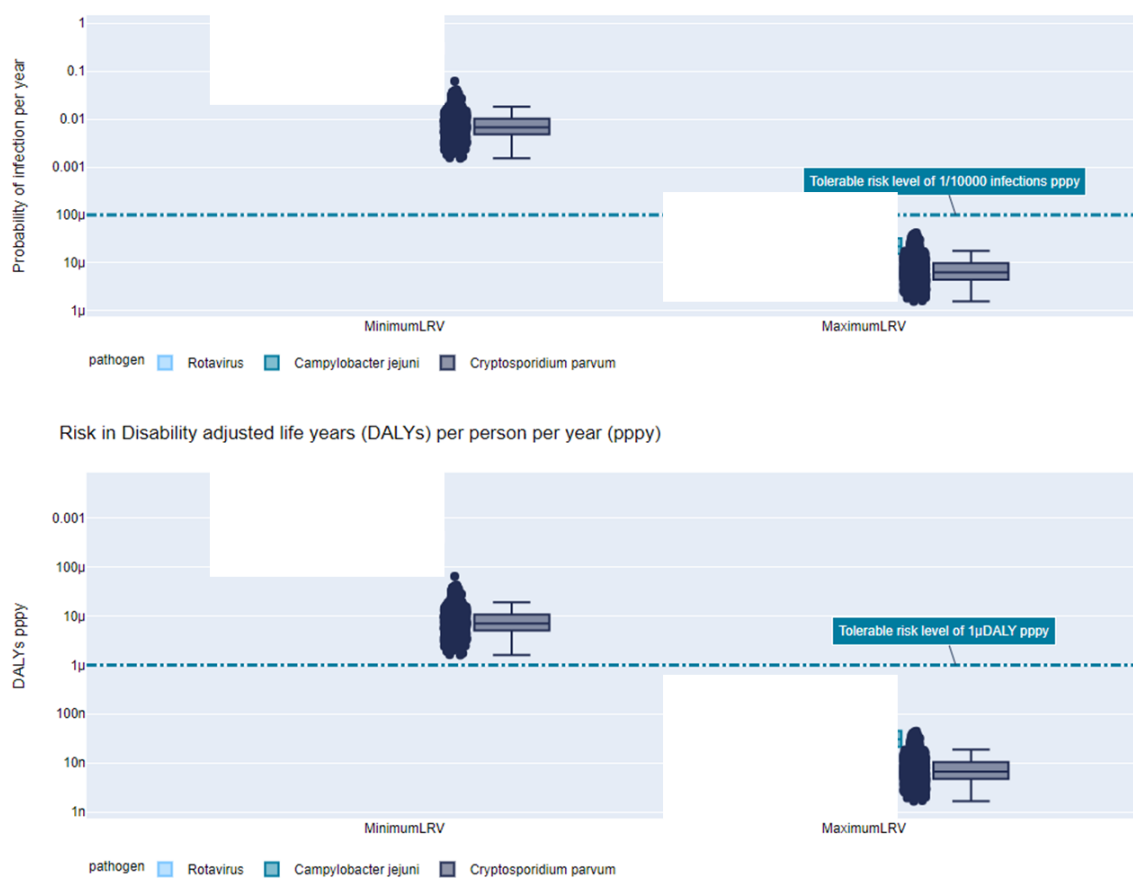 1
0.1
0.01
0.001
100µ
10µ
1µ
Probability of infection per year
Tolerable risk level of 1/10000 infections pppy
MinimumLRV
MaximumLRV
pathogen
Rotavirus
Campylobacter jejuni
Cryptosporidium parvum
Risk in Disability adjusted life years (DALYs) per person per year (pppy)
0.001
100µ
10µ
1µ
100n
10n
1n
DALYs pppy
Tolerable risk level of 1µDALY pppy
MinimumLRV
MaximumLRV
pathogen
Rotavirus
Campylobacter jejuni
Cryptosporidium parvum